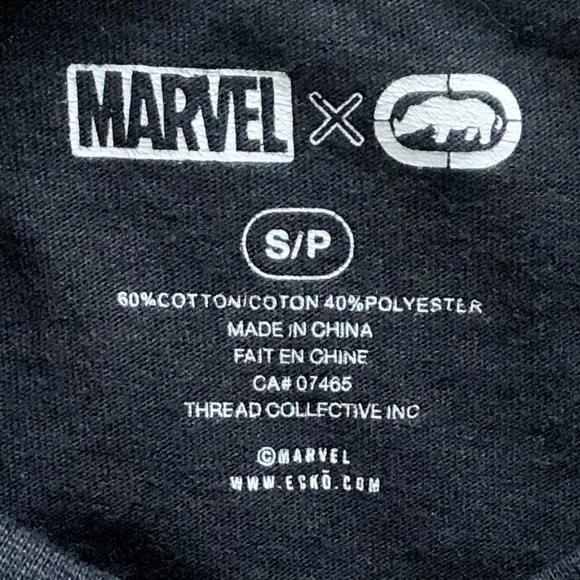 MARVEL X
S/P
60%COTTON/COTON 40%POLYESTER
MADE IN CHINA
FAIT EN CHINE
CA# 07465
THREAD COLLECTIVE INC
©MARVEL
WWW.ECKŌ.COM